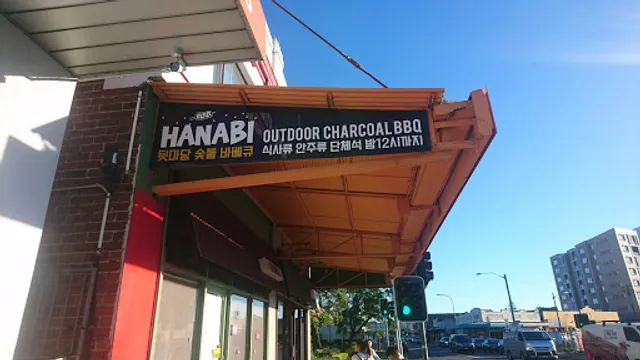 HANABI OUTDOOR CHARCOAL BBQ
뒷마당 숯불 바베큐 식사류 안주류 단체석 밤12시까지